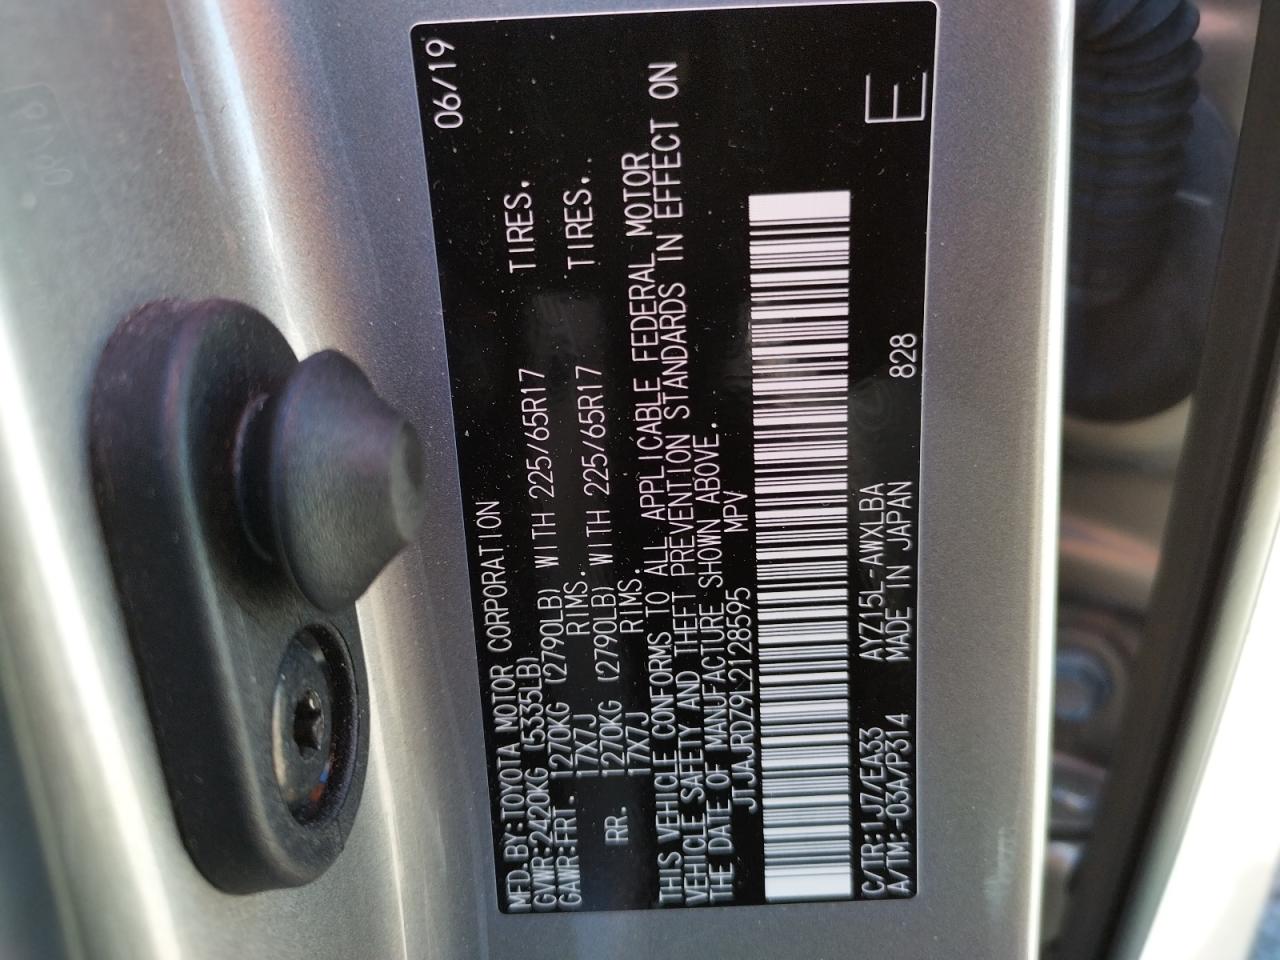 MFD. BY: TOYOTA MOTOR CORPORATION 06/19
GVWR: 2420KG (5335LB)
GAWR: FRT. 1270KG (2790LB) WITH 225/65R17 TIRES.
17X7J RIMS.
RR. 1270KG (2790LB) WITH 225/65R17 TIRES.
17X7J RIMS.
THIS VEHICLE CONFORMS TO ALL APPLICABLE FEDERAL MOTOR
VEHICLE SAFETY AND THEFT PREVENTION STANDARDS IN EFFECT ON
THE DATE OF MANUFACTURE SHOWN ABOVE.
JTJAJRDZ9L2128595 MPV
C/TR: 1J7/EA33 AYZ15L-AWXLBA 828
A/TM: -03A/P314 MADE IN JAPAN
E